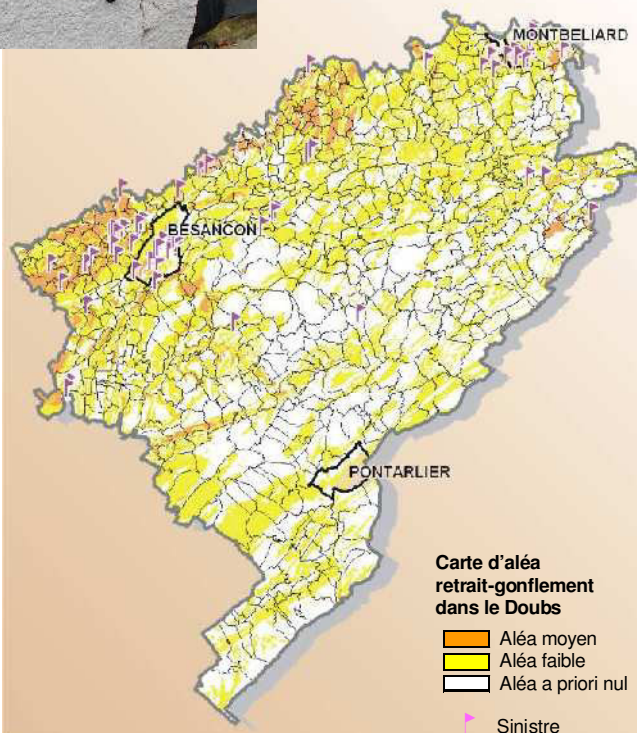 MONTBELIARD
BESANCON
PONTARLIER
Carte d'aléa
retrait-gonflement
dans le Doubs
Aléa moyen
Aléa faible
Aléa a priori nul
Sinistre